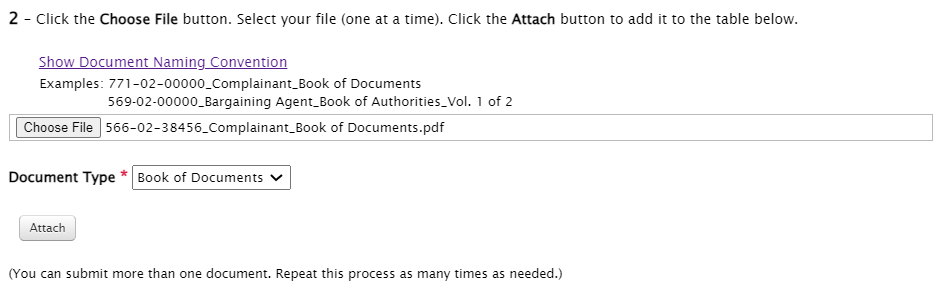 2 – Click the Choose File button. Select your file (one at a time). Click the Attach button to add it to the table below.
Show Document Naming Convention
Examples: 771-02-00000_Complainant_Book of Documents
569-02-00000_Bargaining Agent_Book of Authorities_Vol. 1 of 2
Choose File 566-02-38456_Complainant_Book of Documents.pdf
Document Type * Book of Documents
Attach
(You can submit more than one document. Repeat this process as many times as needed.)